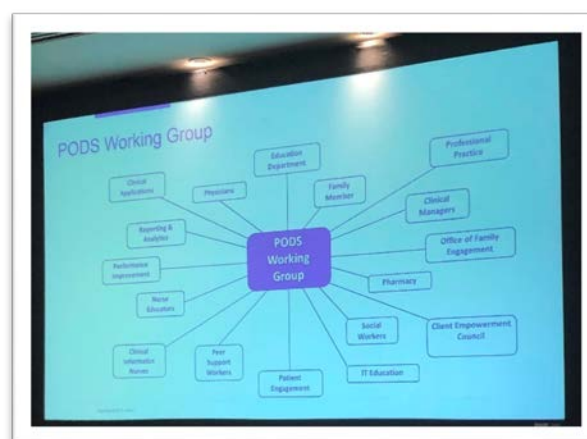 PODS Working Group
Education
Department
Professional
Practice
Clinical
Applications
Physicians
Family
Member
Clinical
Managers
Reporting &
Analytics
PODS
Working
Group
Office of Family
Engagement
Performance
Improvement
Pharmacy
Nurse
Educators
Social
Workers
Client Empowerment
Council
Clinical
Informatics
Nurses
Peer
Support
Workers
Patient
Engagement
IT Education